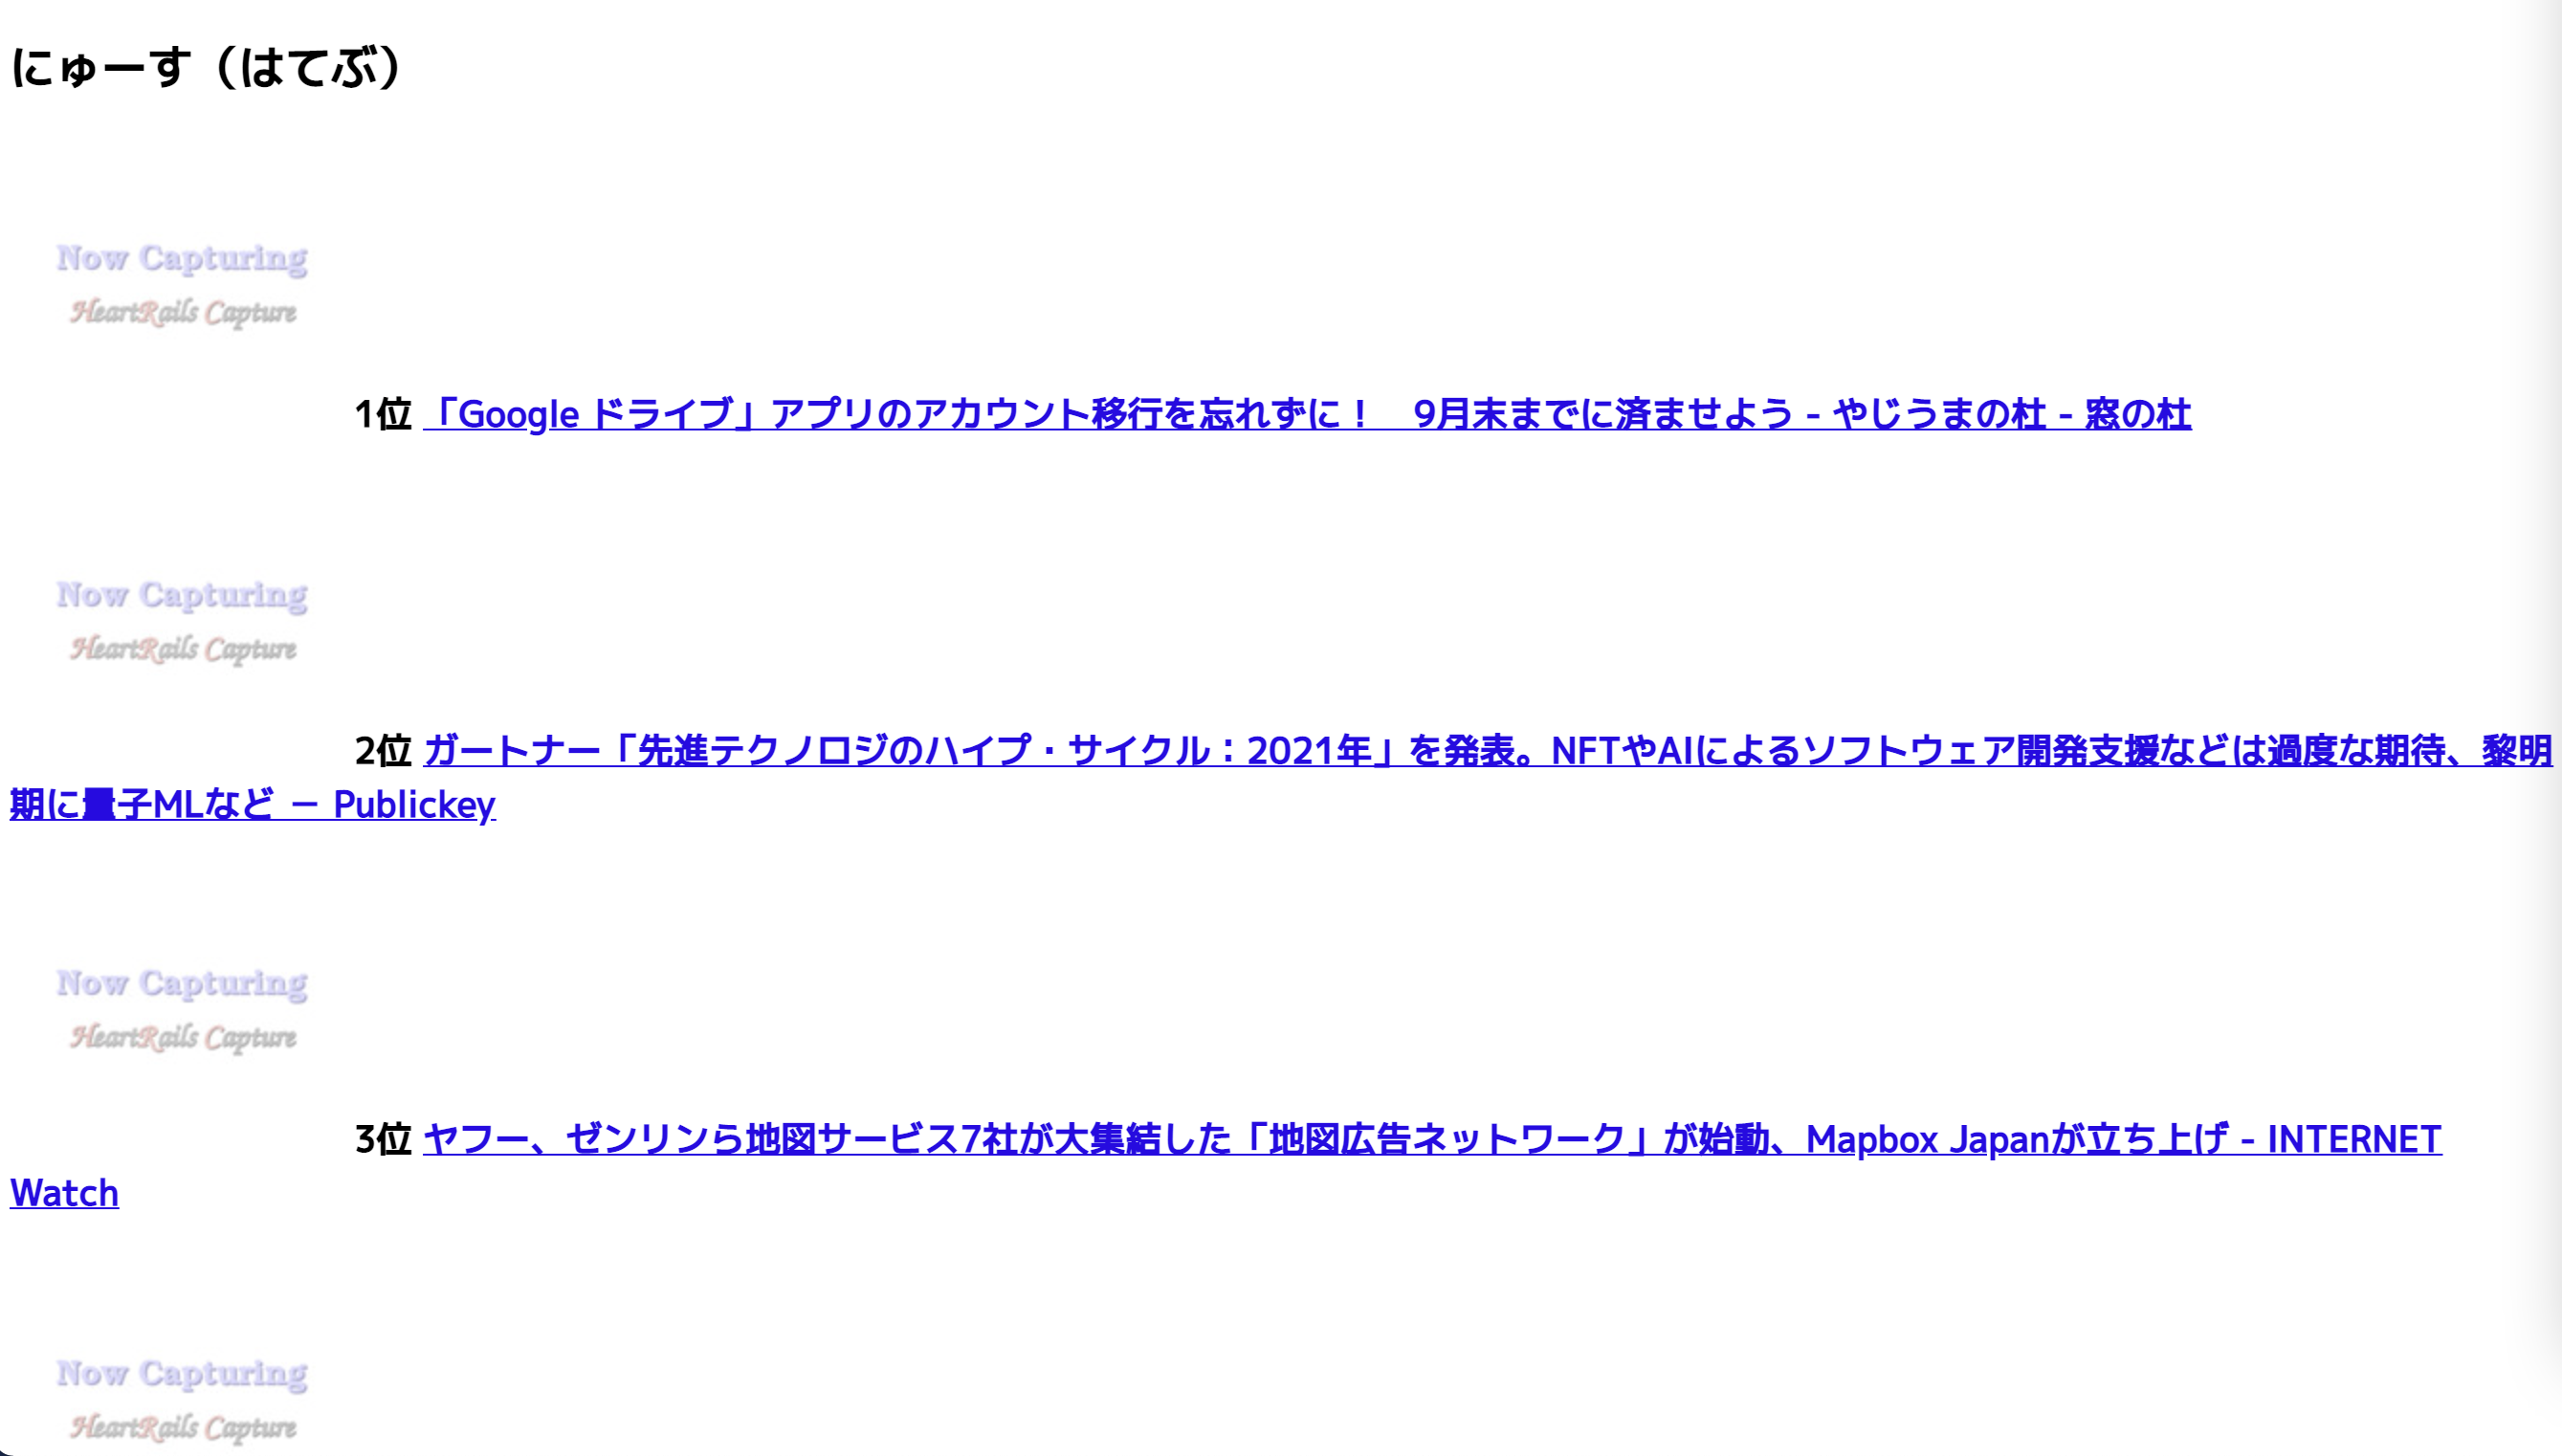 にゅーす（はてぶ）
Now Capturing
HeartRails Capture
1位 「Google ドライブ」アプリのアカウント移行を忘れずに！　9月末までに済ませよう - やじうまの杜 - 窓の杜
Now Capturing
HeartRails Capture
2位 ガートナー「先進テクノロジのハイプ・サイクル：2021年」を発表。NFTやAIによるソフトウェア開発支援などは過度な期待、黎明
期に量子MLなど － Publickey
Now Capturing
HeartRails Capture
3位 ヤフー、ゼンリンら地図サービス7社が大集結した「地図広告ネットワーク」が始動、Mapbox Japanが立ち上げ - INTERNET
Watch
Now Capturing
HeartRails Capture